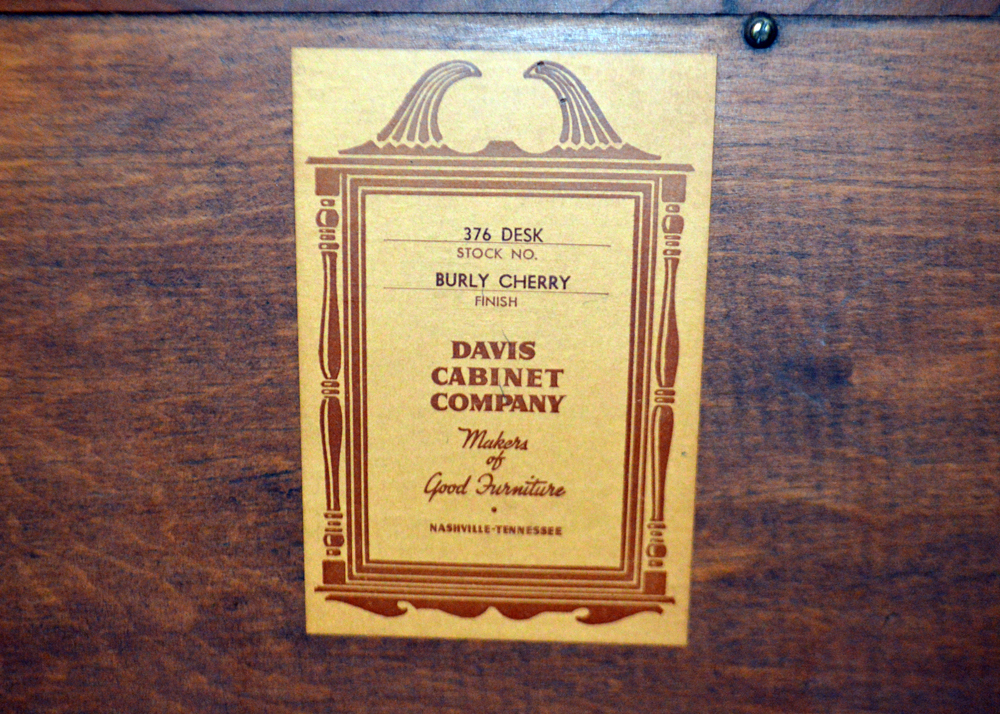 376 DESK
STOCK NO.
BURLY CHERRY
FINISH
DAVIS
CABINET
COMPANY
Makers
of
Good Furniture
NASHVILLE-TENNESSEE